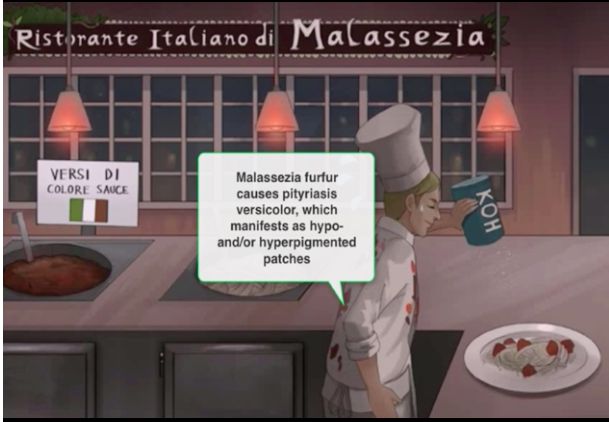 Ristorante Italiano di Malassezia
VERSI DI
COLORE SAUCE
Malassezia furfur
causes pityriasis
versicolor, which
manifests as hypo-
and/or hyperpigmented
patches
KOH